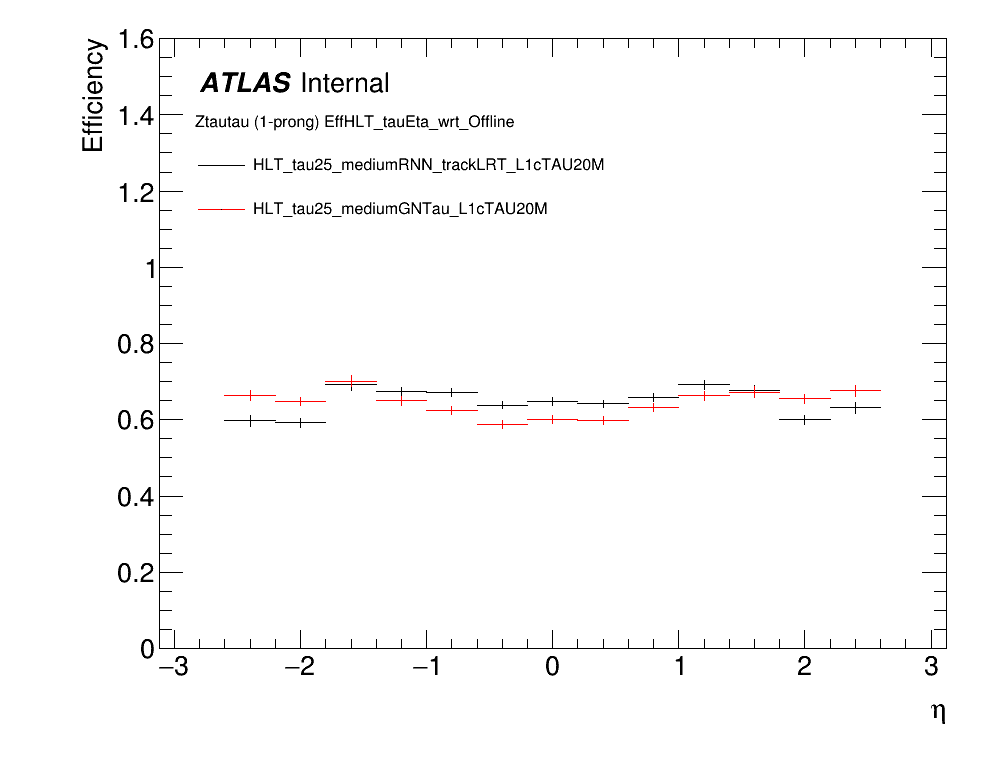 Efficiency
1.6
1.4
1.2
1
0.8
0.6
0.4
0.2
0
ATLAS Internal
Ztautau (1-prong) EffHLT_tauEta_wrt_Offline
HLT_tau25_mediumRNN_trackLRT_L1cTAU20M
HLT_tau25_mediumGNTau_L1cTAU20M
−3 −2 −1 0 1 2 3
η